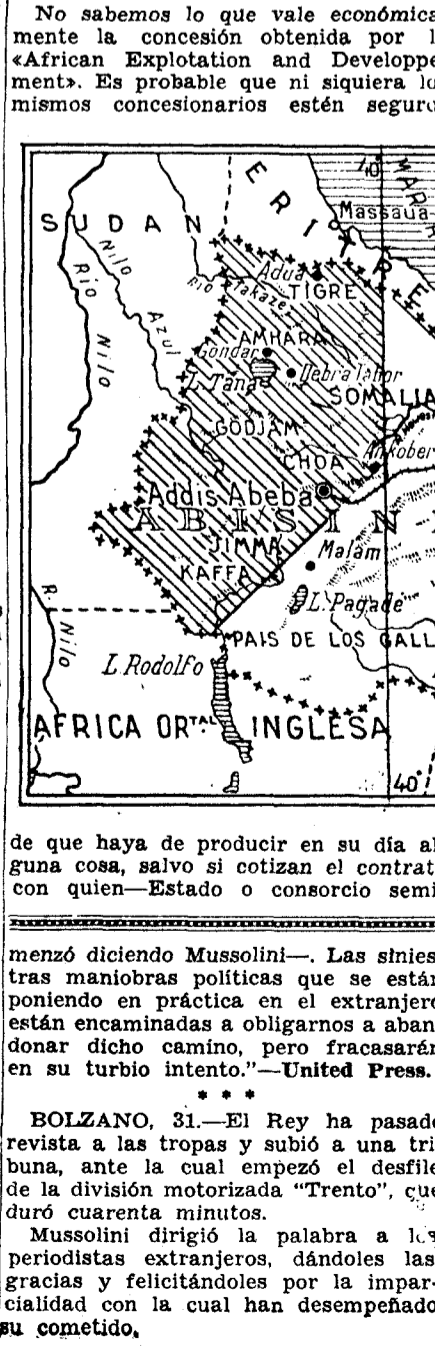 No sabemos lo que vale económica
mente la concesión obtenida por l
«African Explotation and Developpe
ment». Es probable que ni siquiera lo
mismos concesionarios estén seguro
40°
MAR
ERITREA
Massaua
SUDAN
Nilo
Azul
Rio
Nilo
Adua
TIGRE
Rio Takaze
AMHARA
Gondar
L. Tana
Debra Tabor
SOMALIA
GODJAM
CHOA
Ankober
Addis Abeba
ABISIN
JIMMA
Malam
KAFFA
L. Pagadé
R. Nilo
PAIS DE LOS GALL
L. Rodolfo
AFRICA OR.TAL INGLESA
40°
de que haya de producir en su día al
guna cosa, salvo si cotizan el contrat
con quien—Estado o consorcio semi
menzó diciendo Mussolini—. Las sinies
tras maniobras políticas que se están
poniendo en práctica en el extranjero
están encaminadas a obligarnos a aban
donar dicho camino, pero fracasarán
en su turbio intento."—United Press.
* * *
BOLZANO, 31.—El Rey ha pasado
revista a las tropas y subió a una tri
buna, ante la cual empezó el desfile
de la división motorizada "Trento", que
duró cuarenta minutos.
Mussolini dirigió la palabra a los
periodistas extranjeros, dándoles las
gracias y felicitándoles por la impar-
cialidad con la cual han desempeñado
su cometido.